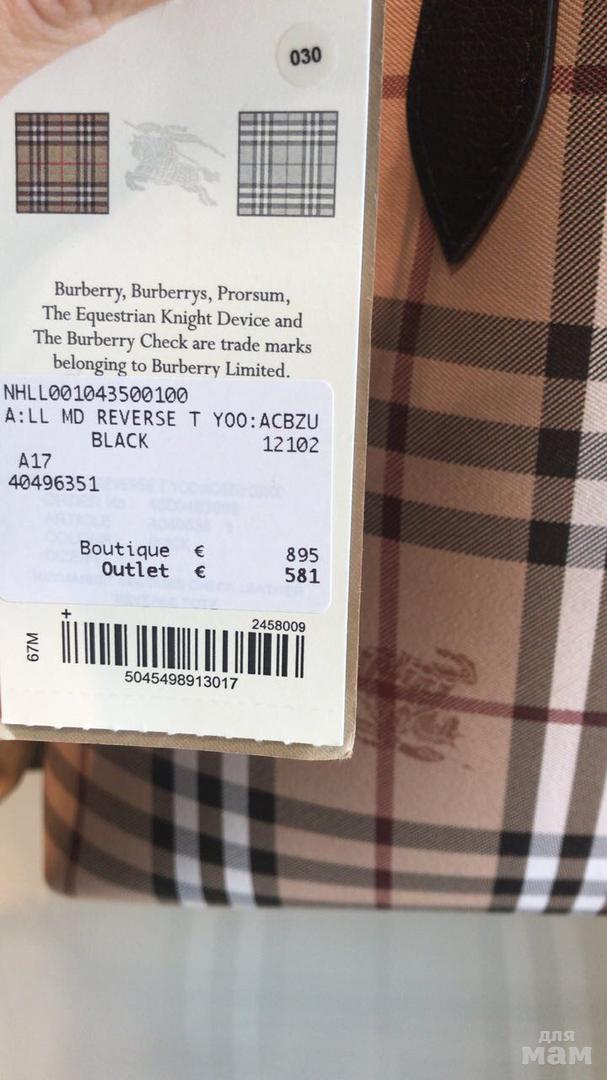 030
Burberry, Burberrys, Prorsum,
The Equestrian Knight Device and
The Burberry Check are trade marks
belonging to Burberry Limited.
NHLL001043500100
A:LL MD REVERSE T YOO:ACBZU
BLACK 12102
A17
40496351
Boutique € 895
Outlet € 581
+
2458009
67M
5045498913017
для
мам